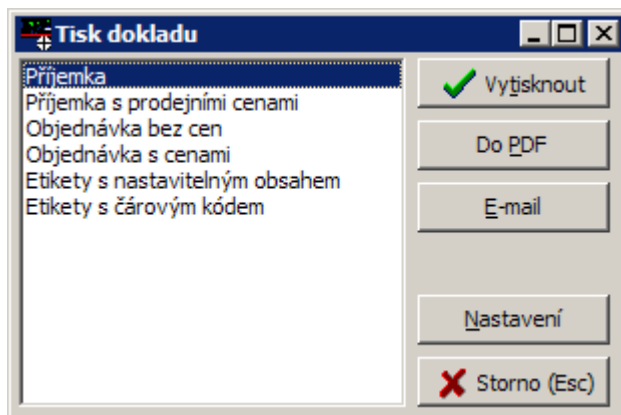 Tisk dokladu
Příjemka
Příjemka s prodejními cenami
Objednávka bez cen
Objednávka s cenami
Etikety s nastavitelným obsahem
Etikety s čárovým kódem
Vytisknout
Do PDF
E-mail
Nastavení
Storno (Esc)